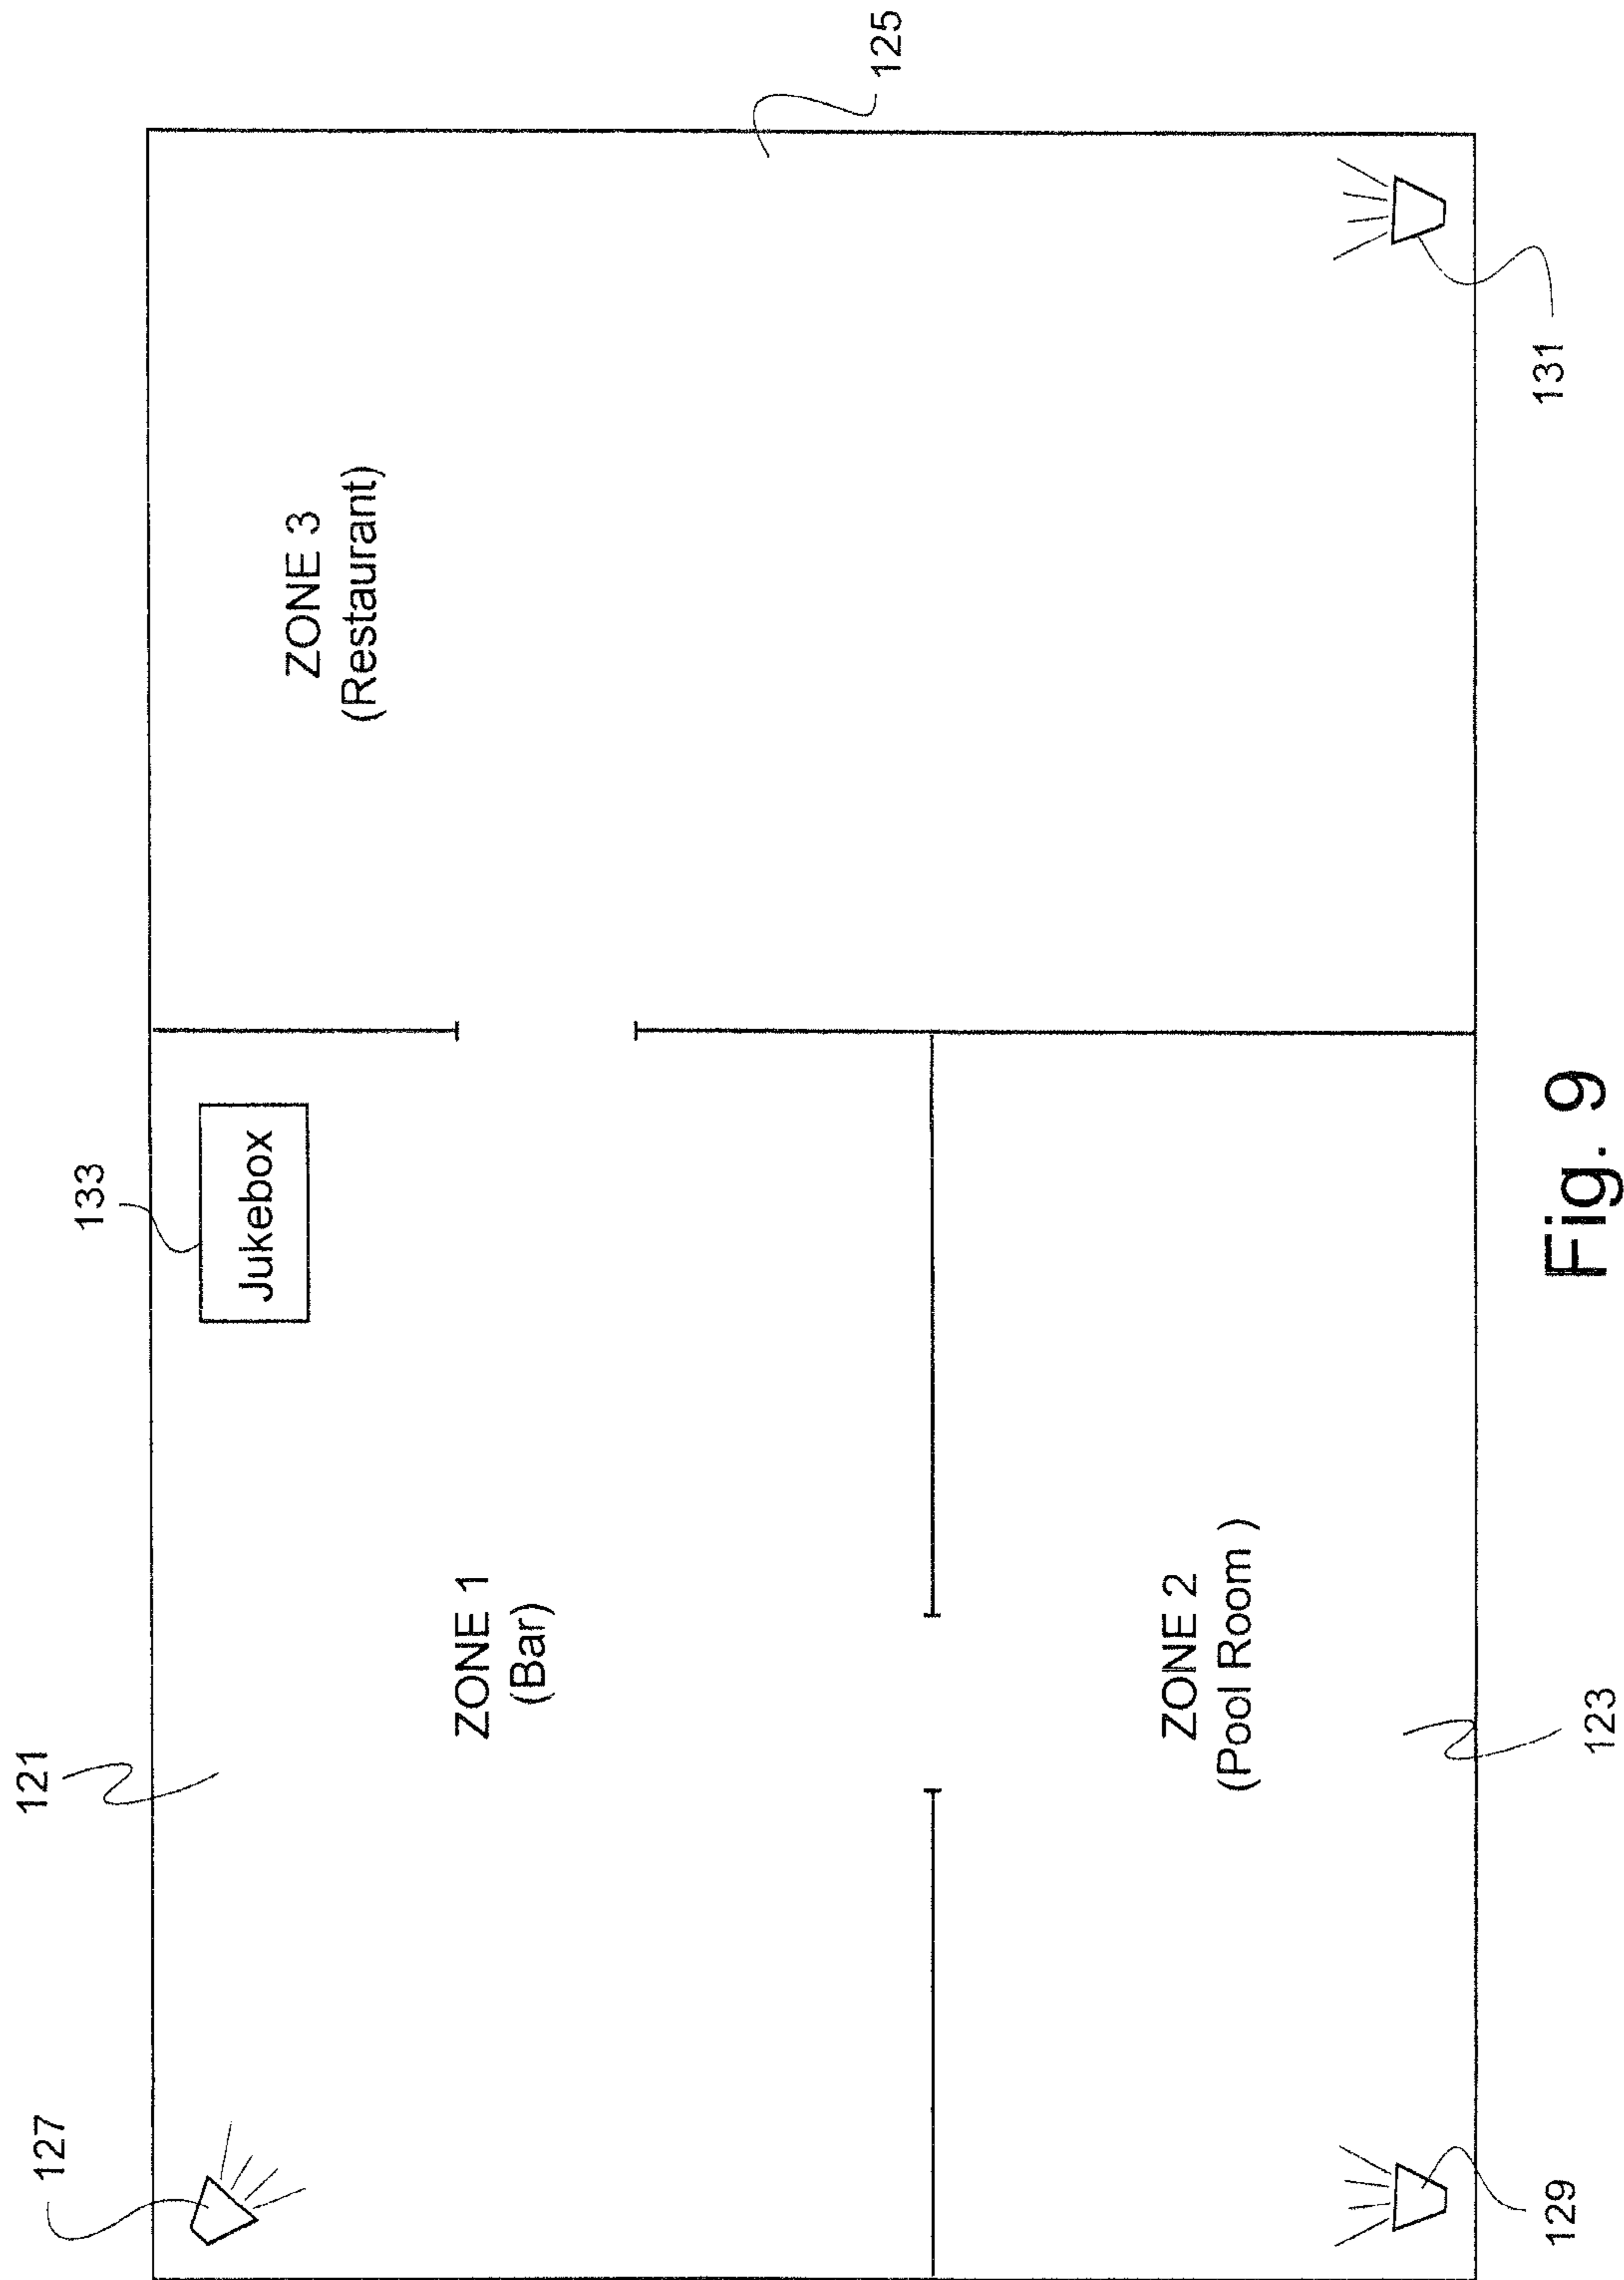 127
121
133
Jukebox
ZONE 1
(Bar)
ZONE 3
(Restaurant)
125
ZONE 2
(Pool Room )
129
123
131
Fig. 9